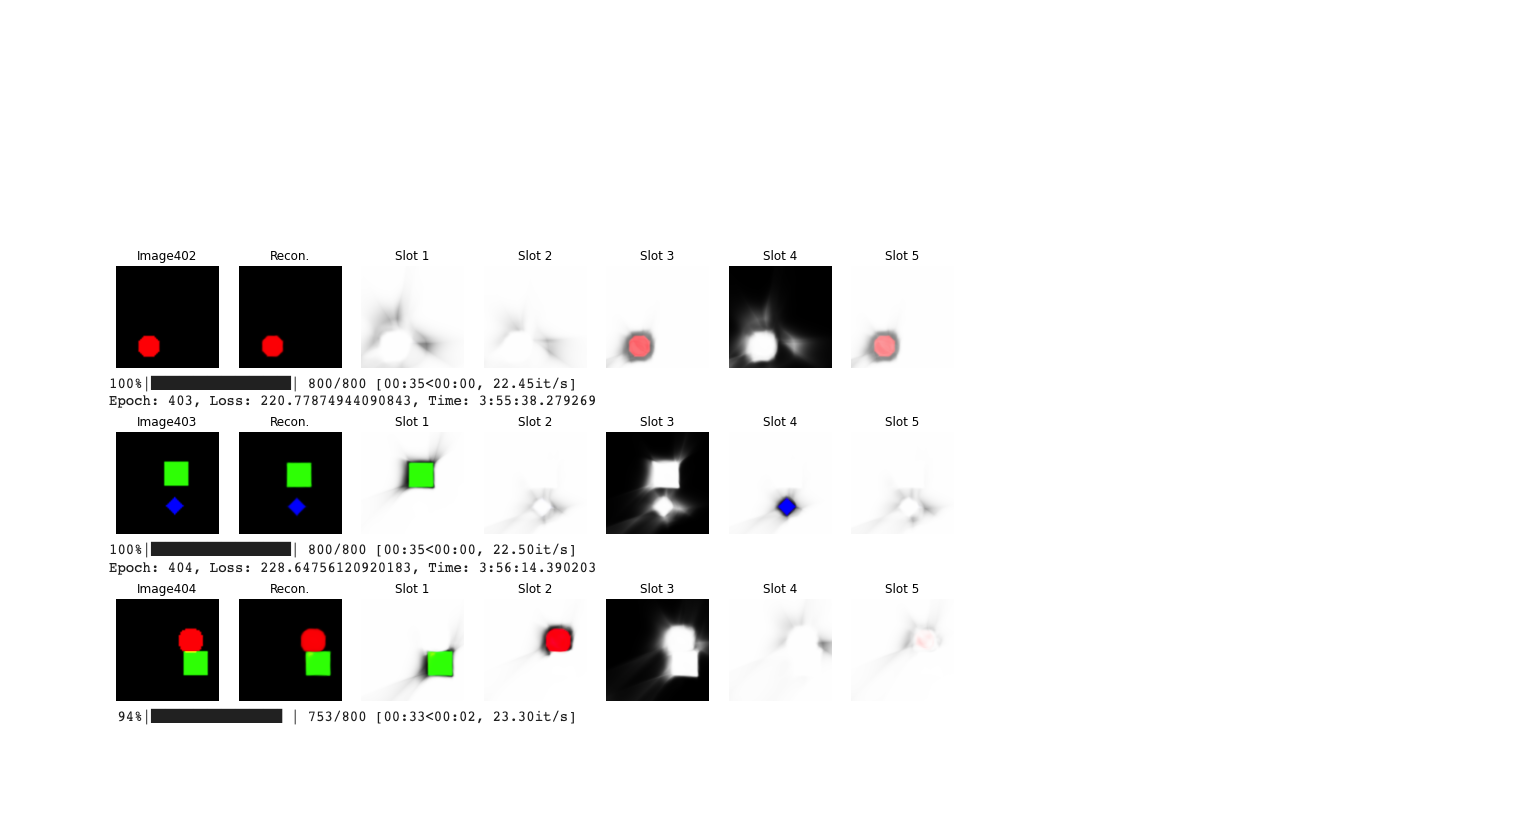 Image402 Recon. Slot 1 Slot 2 Slot 3 Slot 4 Slot 5
100%| | 800/800 [00:35<00:00, 22.45it/s]
Epoch: 403, Loss: 220.77874944090843, Time: 3:55:38.279269
Image403 Recon. Slot 1 Slot 2 Slot 3 Slot 4 Slot 5
100%| | 800/800 [00:35<00:00, 22.50it/s]
Epoch: 404, Loss: 228.64756120920183, Time: 3:56:14.390203
Image404 Recon. Slot 1 Slot 2 Slot 3 Slot 4 Slot 5
94%| | 753/800 [00:33<00:02, 23.30it/s]